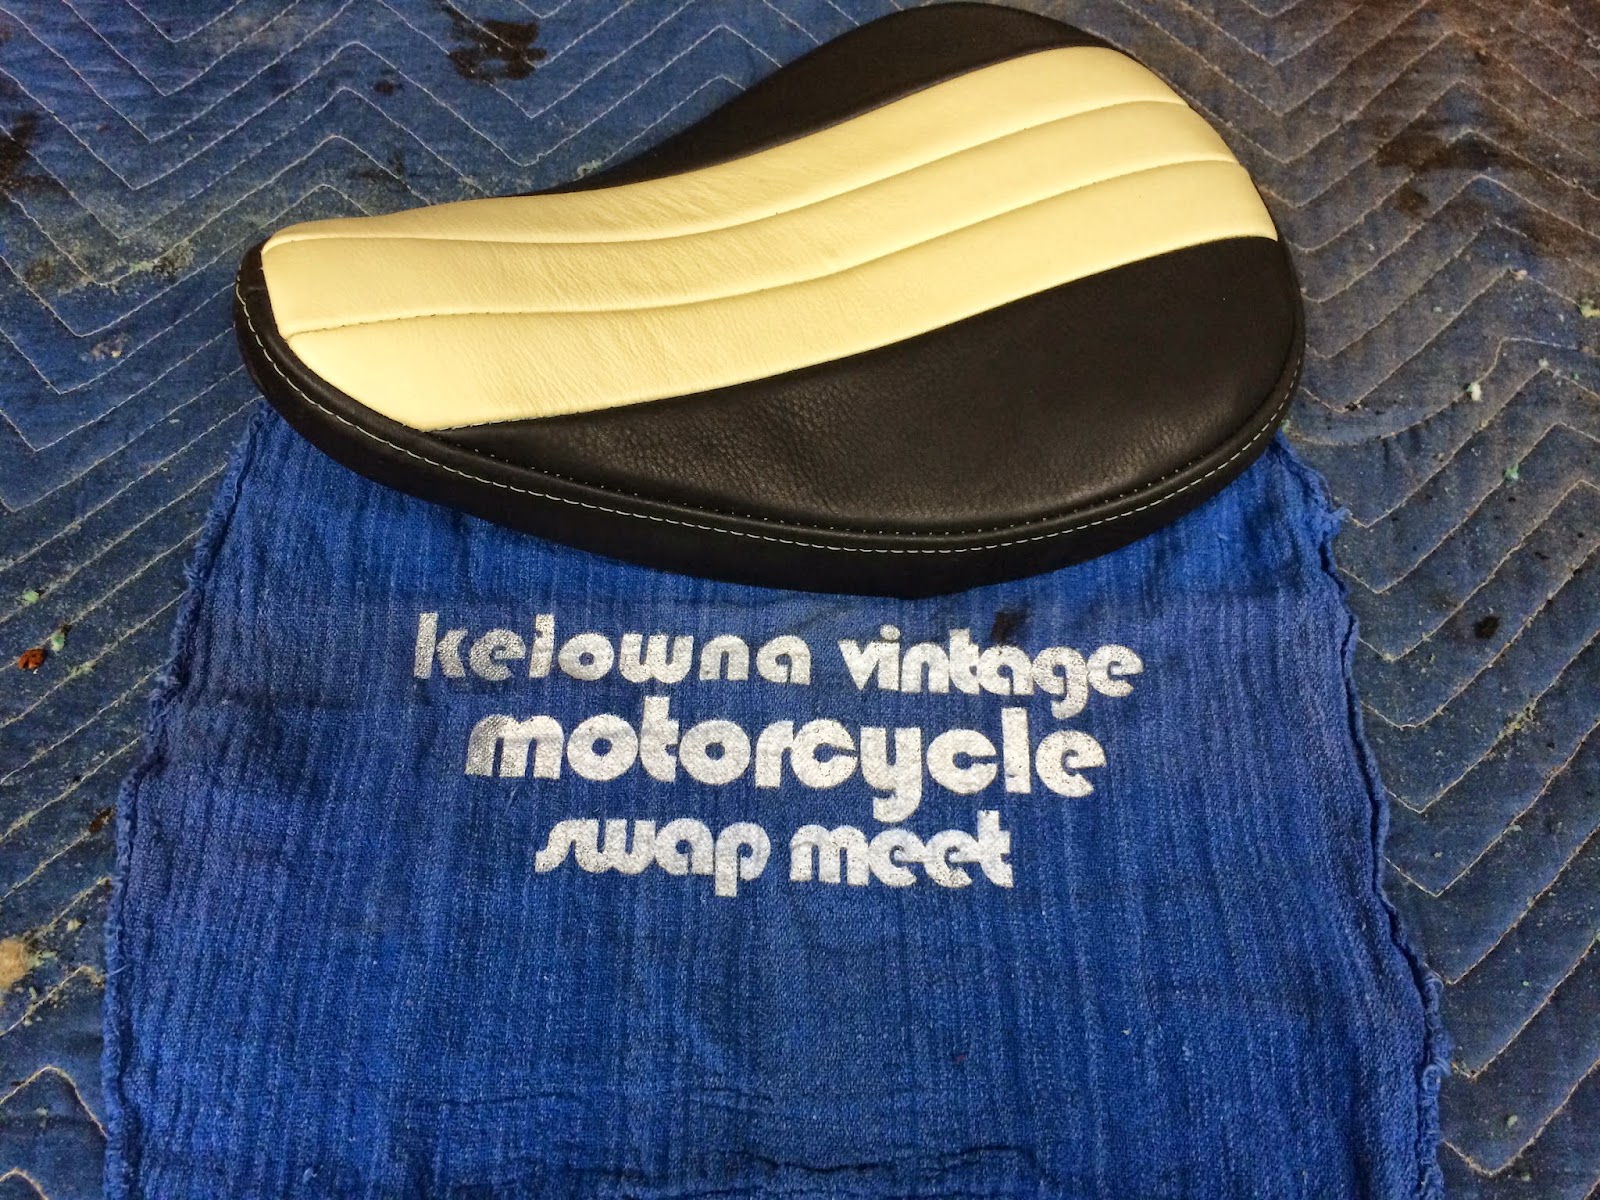 kelowna vintage
motorcycle
swap meet